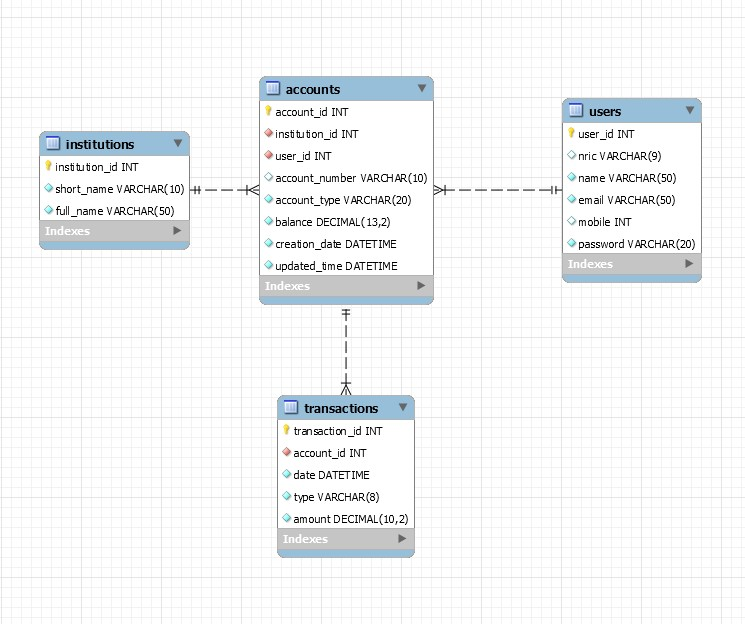 institutions
institution_id INT
short_name VARCHAR(10)
full_name VARCHAR(50)
Indexes
accounts
account_id INT
institution_id INT
user_id INT
account_number VARCHAR(10)
account_type VARCHAR(20)
balance DECIMAL(13,2)
creation_date DATETIME
updated_time DATETIME
Indexes
users
user_id INT
nric VARCHAR(9)
name VARCHAR(50)
email VARCHAR(50)
mobile INT
password VARCHAR(20)
Indexes
transactions
transaction_id INT
account_id INT
date DATETIME
type VARCHAR(8)
amount DECIMAL(10,2)
Indexes